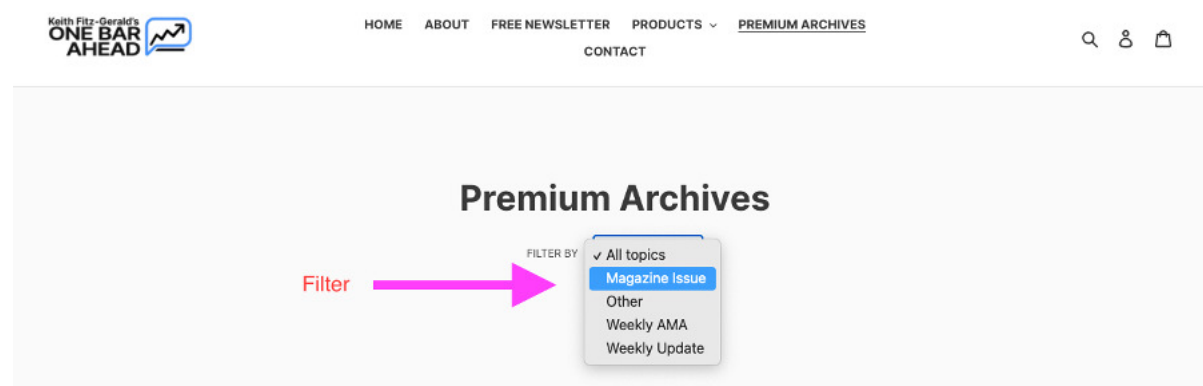 Keith Fitz-Gerald's
ONE BAR
AHEAD
HOME ABOUT FREE NEWSLETTER PRODUCTS PREMIUM ARCHIVES
CONTACT
Premium Archives
FILTER BY
✓ All topics
Filter
Magazine Issue
Other
Weekly AMA
Weekly Update